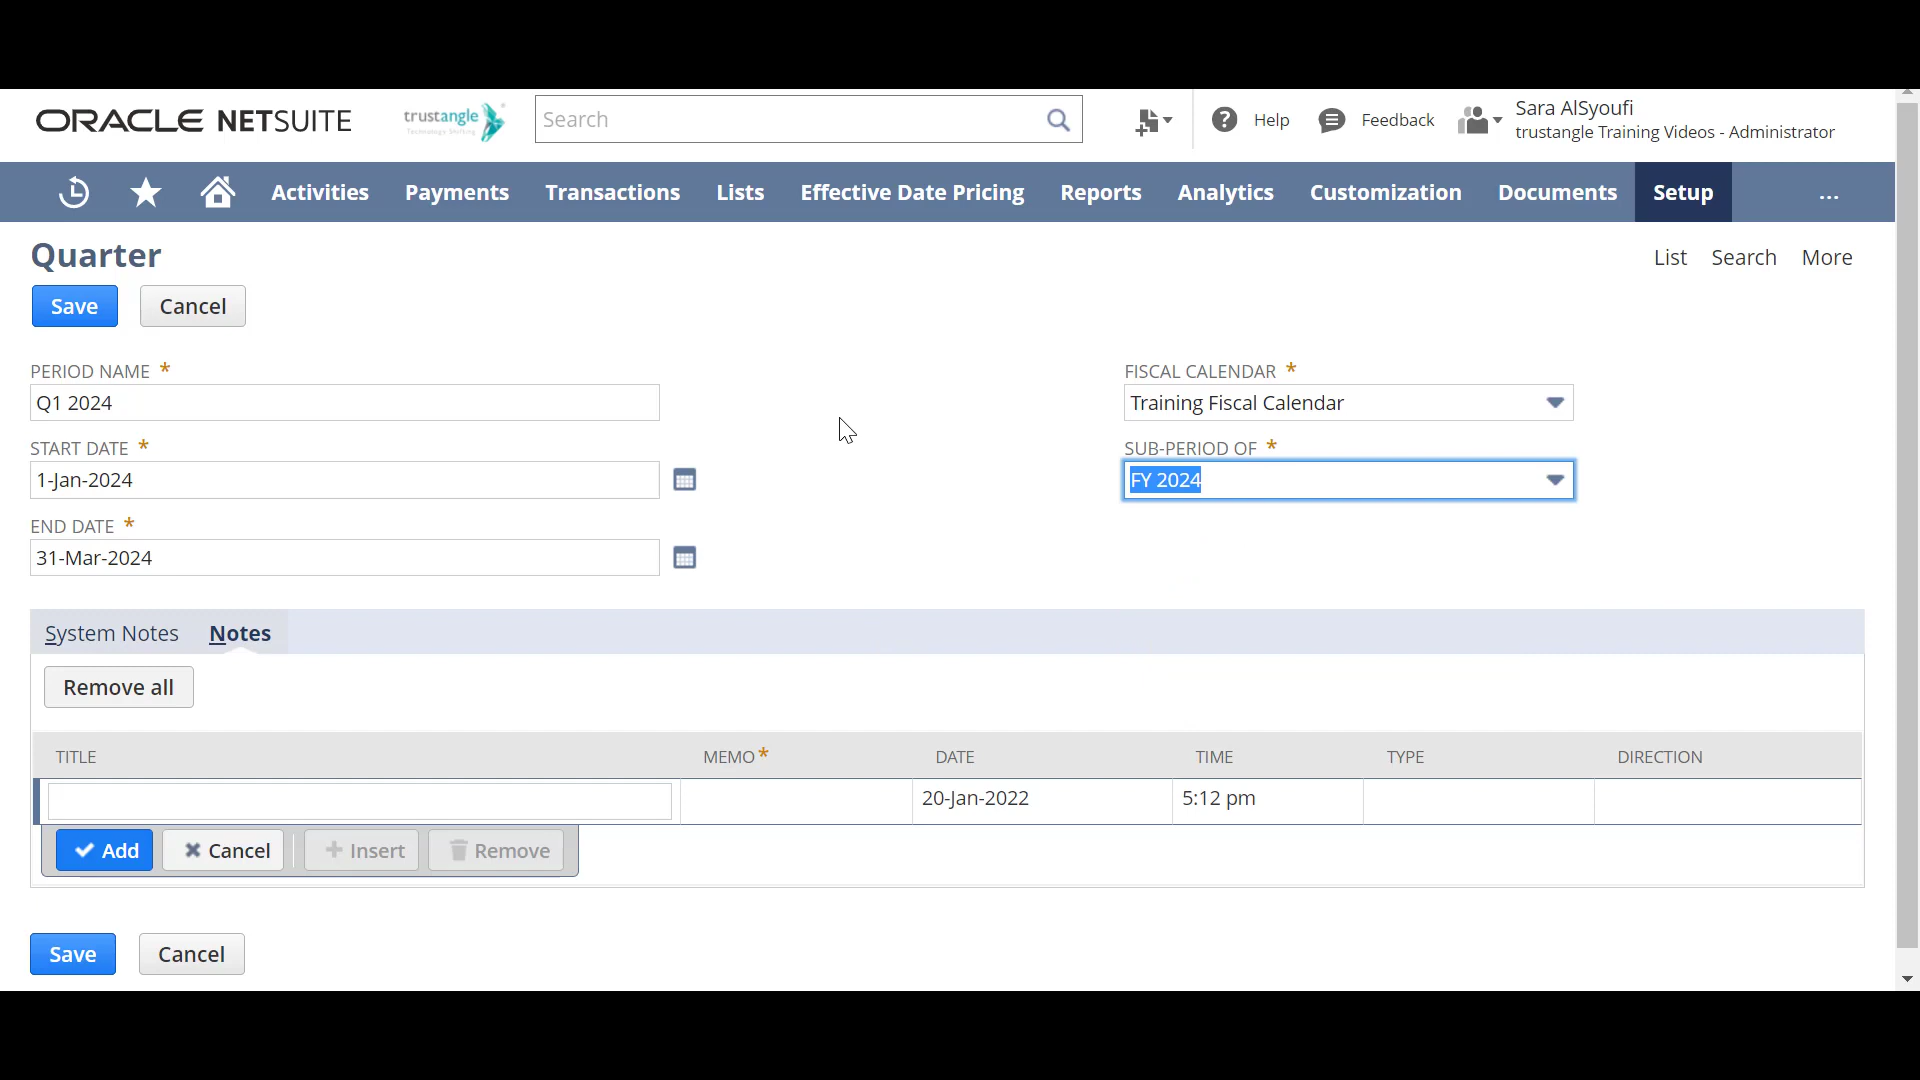 ORACLE NETSUITE
trustangle
Technology Shifting
Search
Help
Feedback
Sara AlSyoufi
trustangle Training Videos - Administrator
Activities
Payments
Transactions
Lists
Effective Date Pricing
Reports
Analytics
Customization
Documents
Setup
...
Quarter
List
Search
More
Save
Cancel
PERIOD NAME *
Q1 2024
START DATE *
1-Jan-2024
END DATE *
31-Mar-2024
FISCAL CALENDAR *
Training Fiscal Calendar
SUB-PERIOD OF *
FY 2024
System Notes
Notes
Remove all
TITLE
MEMO *
DATE
TIME
TYPE
DIRECTION
20-Jan-2022
5:12 pm
Add
Cancel
Insert
Remove
Save
Cancel